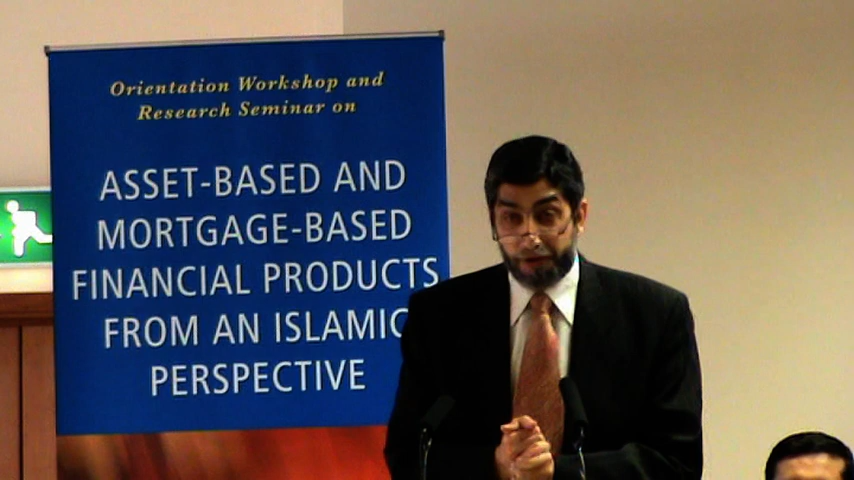 Orientation Workshop and
Research Seminar on
ASSET-BASED AND
MORTGAGE-BASED
FINANCIAL PRODUCTS
FROM AN ISLAMIC
PERSPECTIVE